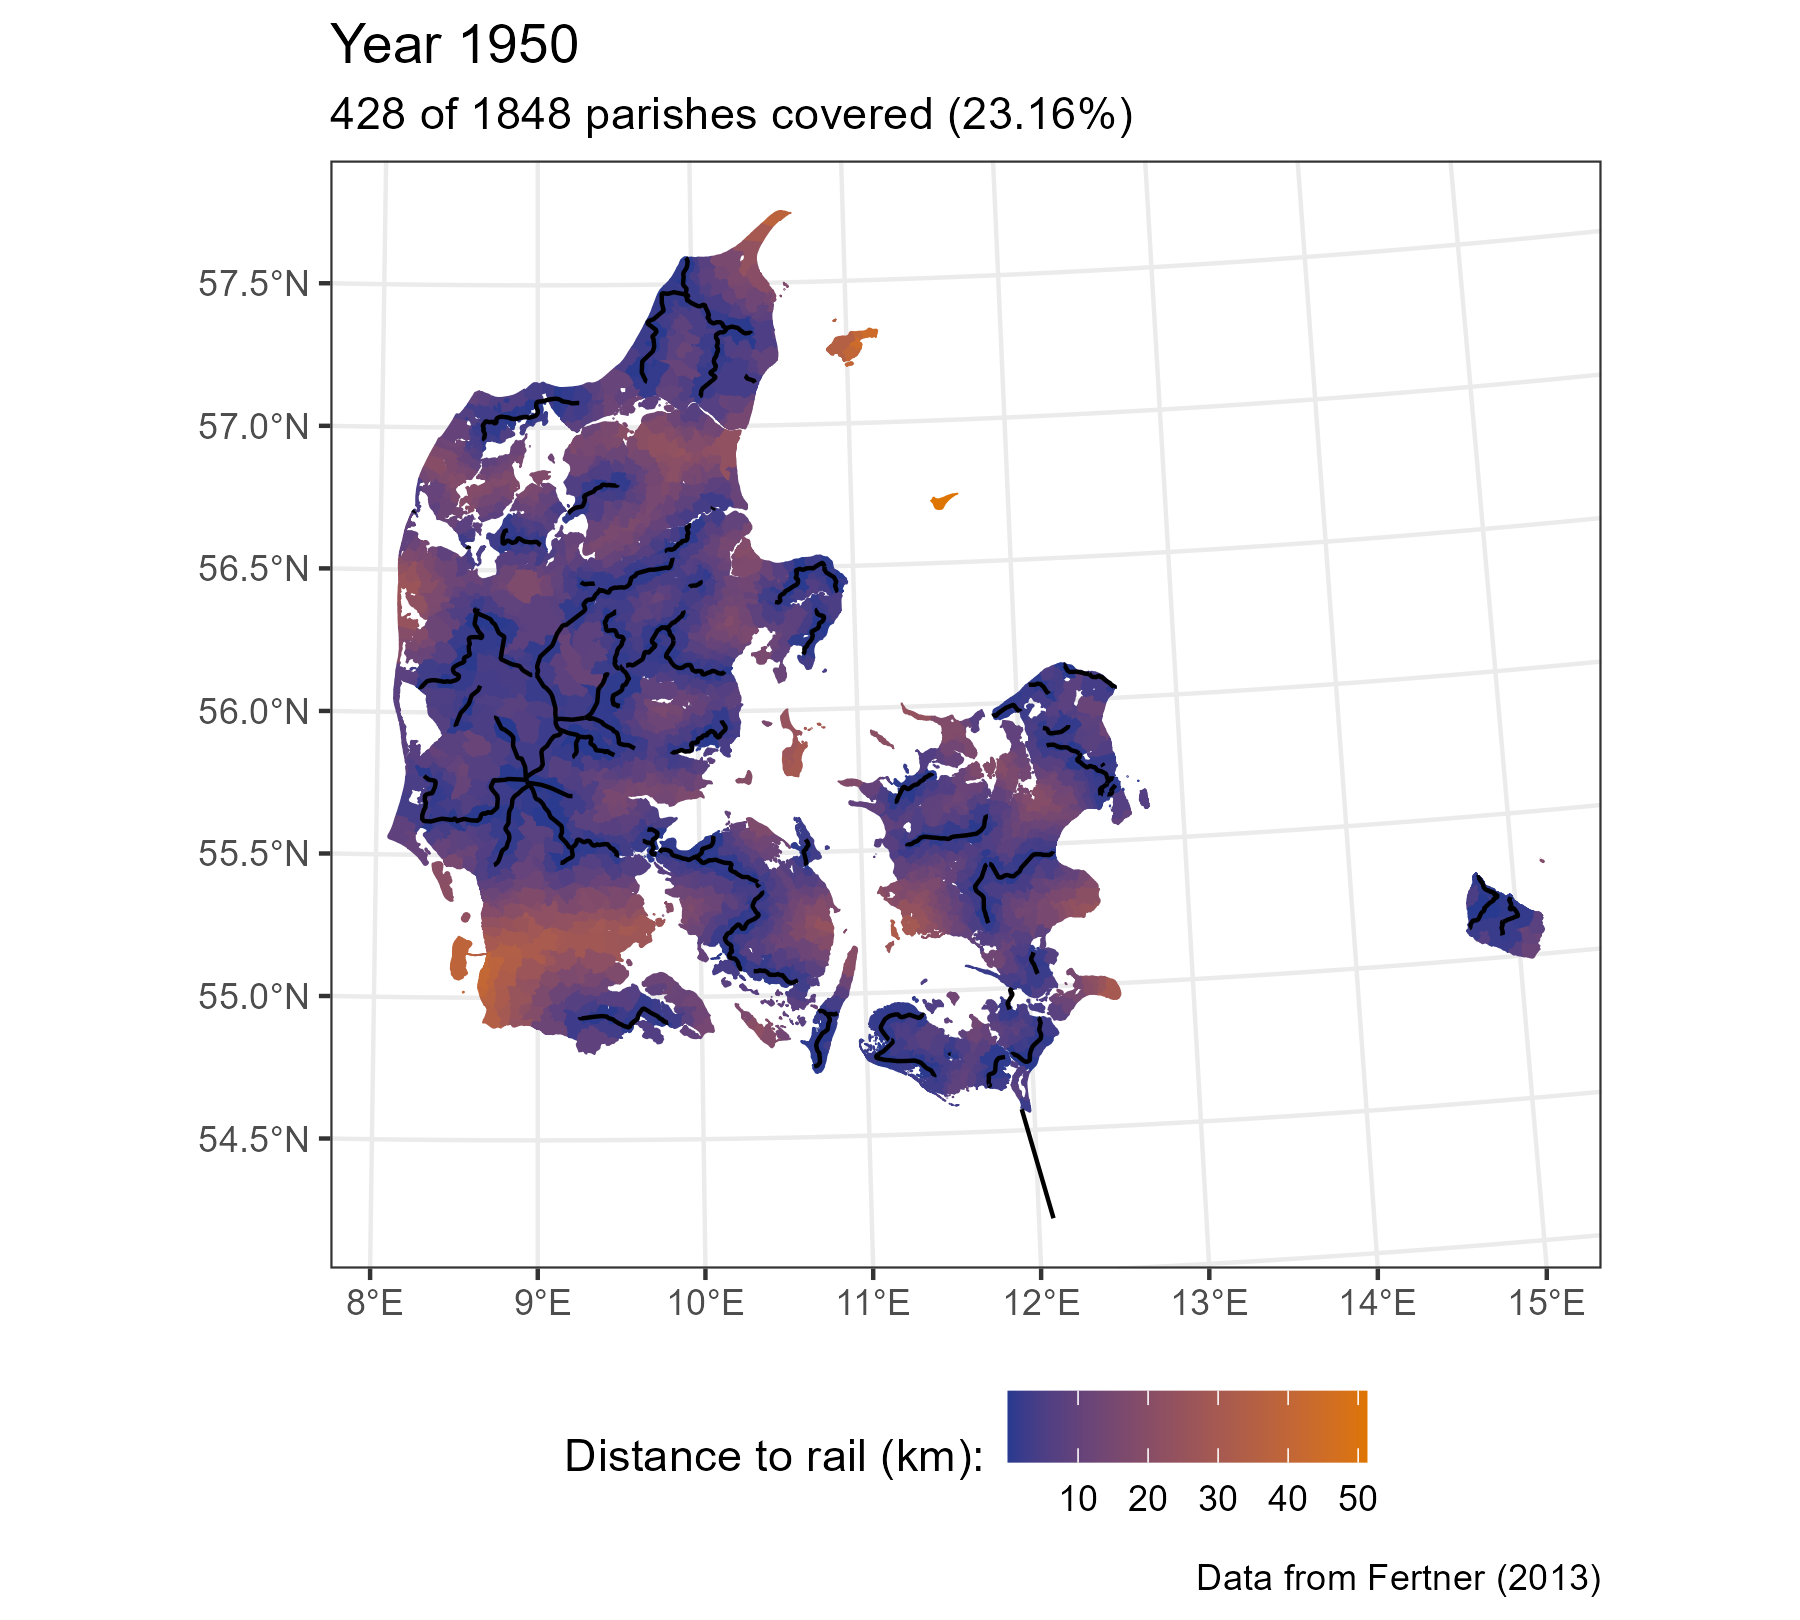 Year 1950
428 of 1848 parishes covered (23.16%)
57.5°N
57.0°N
56.5°N
56.0°N
55.5°N
55.0°N
54.5°N
8°E 9°E 10°E 11°E 12°E 13°E 14°E 15°E
Distance to rail (km):
10 20 30 40 50
Data from Fertner (2013)